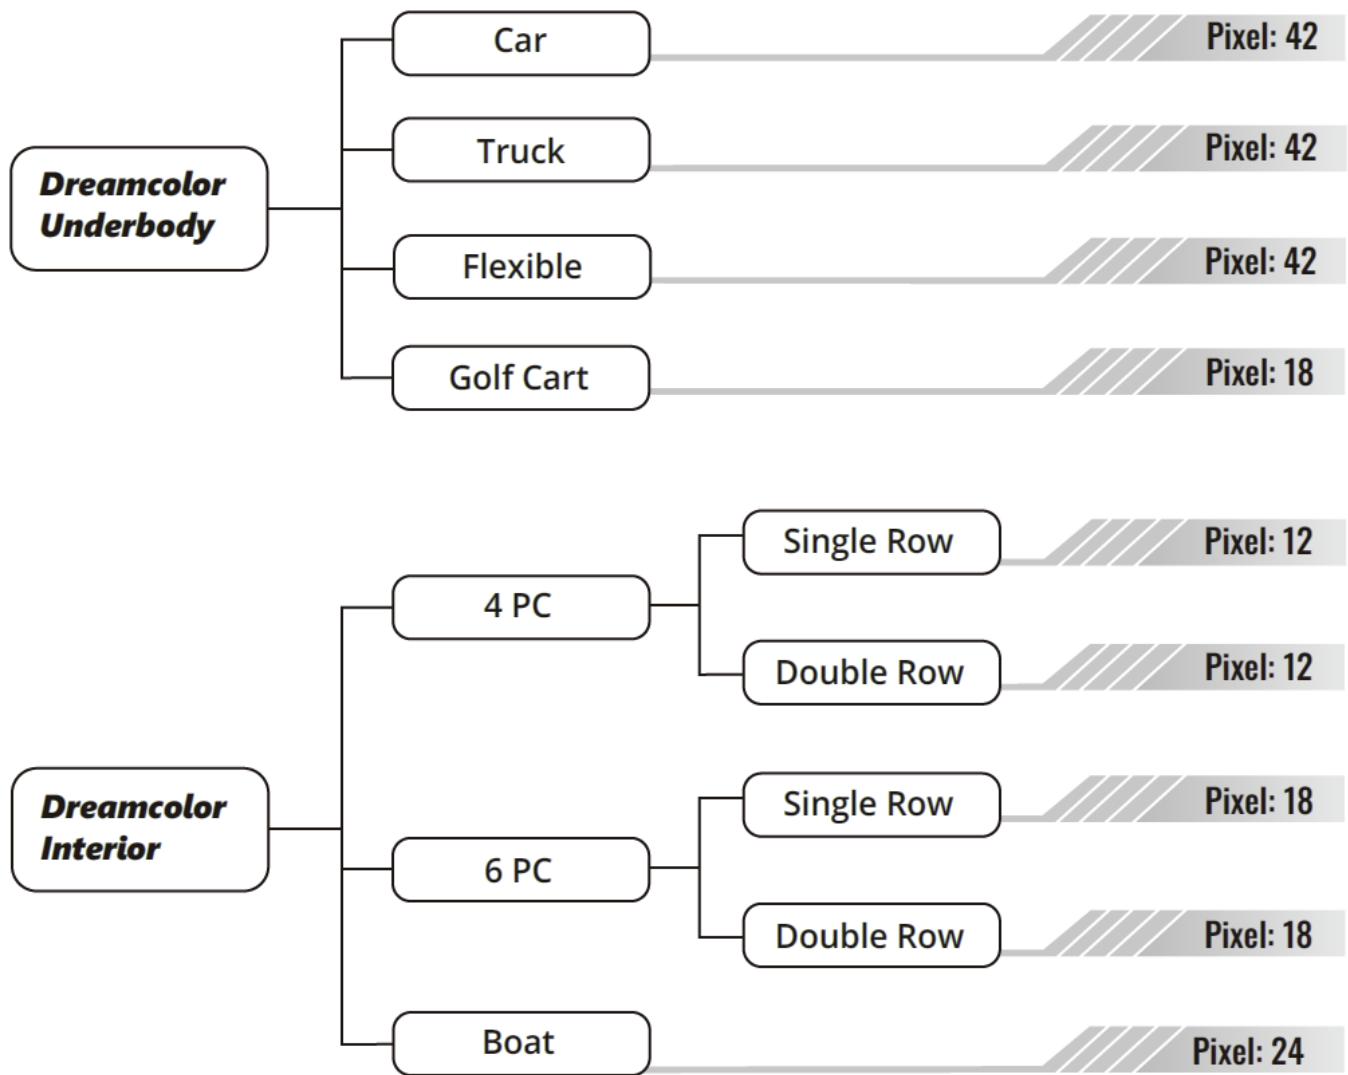 Car
Pixel: 42
Truck
Pixel: 42
Dreamcolor
Underbody
Flexible
Pixel: 42
Golf Cart
Pixel: 18
Single Row
Pixel: 12
4 PC
Double Row
Pixel: 12
Dreamcolor
Interior
Single Row
Pixel: 18
6 PC
Double Row
Pixel: 18
Boat
Pixel: 24